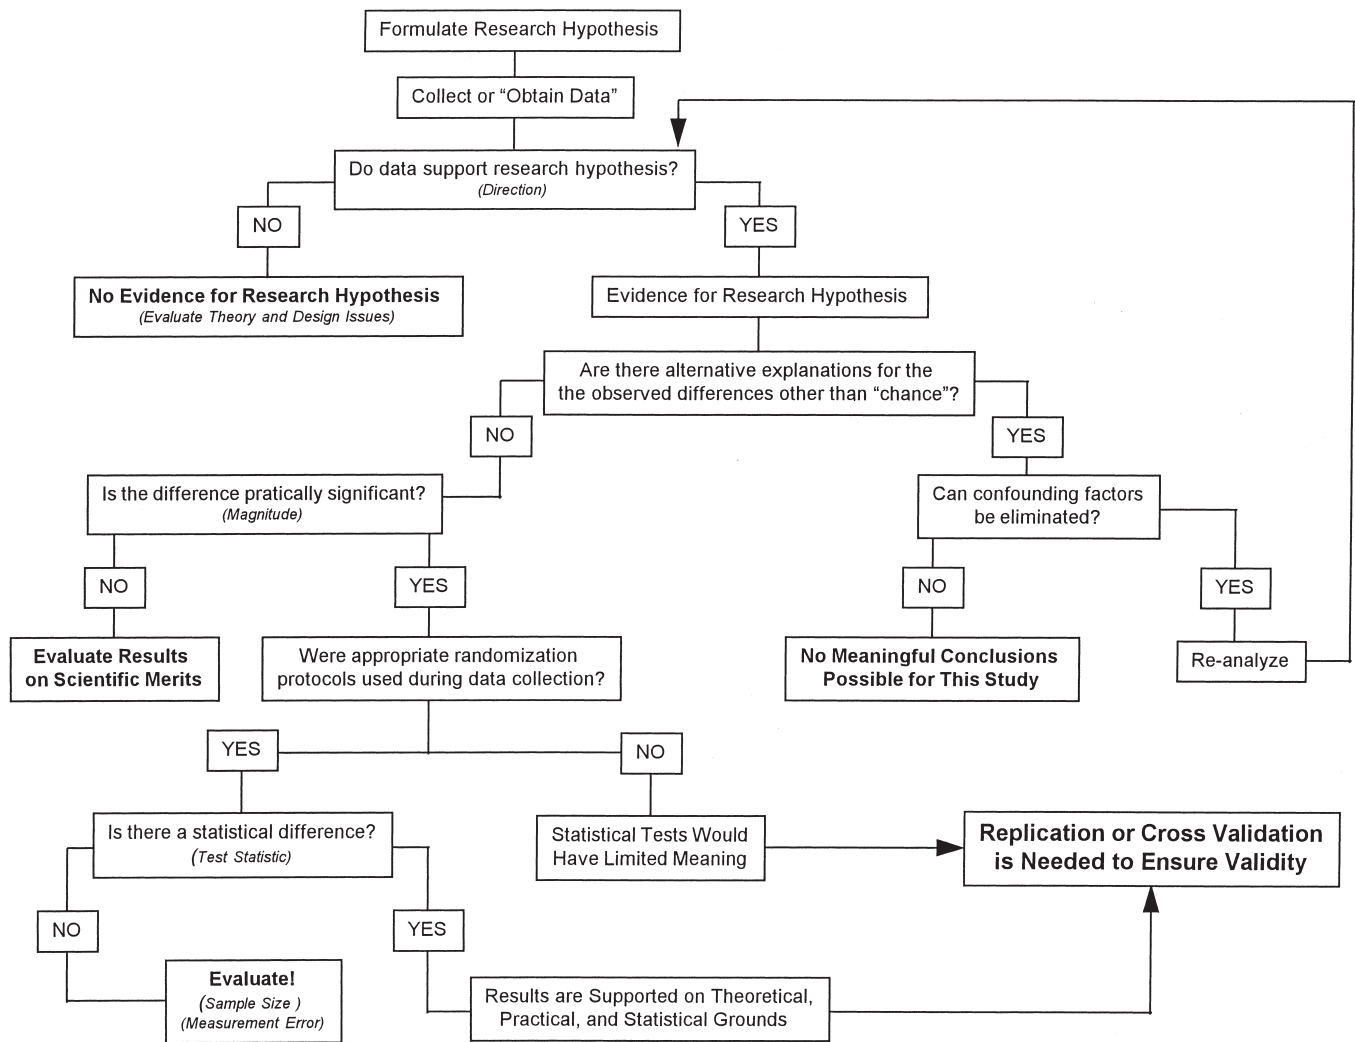 Formulate Research Hypothesis
Collect or “Obtain Data”
Do data support research hypothesis?
(Direction)
NO
YES
No Evidence for Research Hypothesis
(Evaluate Theory and Design Issues)
Evidence for Research Hypothesis
Are there alternative explanations for the
the observed differences other than “chance”?
NO
YES
Is the difference pratically significant?
(Magnitude)
Can confounding factors
be eliminated?
NO
YES
NO
YES
Evaluate Results
on Scientific Merits
Were appropriate randomization
protocols used during data collection?
No Meaningful Conclusions
Possible for This Study
Re-analyze
YES
NO
Is there a statistical difference?
(Test Statistic)
Statistical Tests Would
Have Limited Meaning
Replication or Cross Validation
is Needed to Ensure Validity
NO
YES
Evaluate!
(Sample Size )
(Measurement Error)
Results are Supported on Theoretical,
Practical, and Statistical Grounds